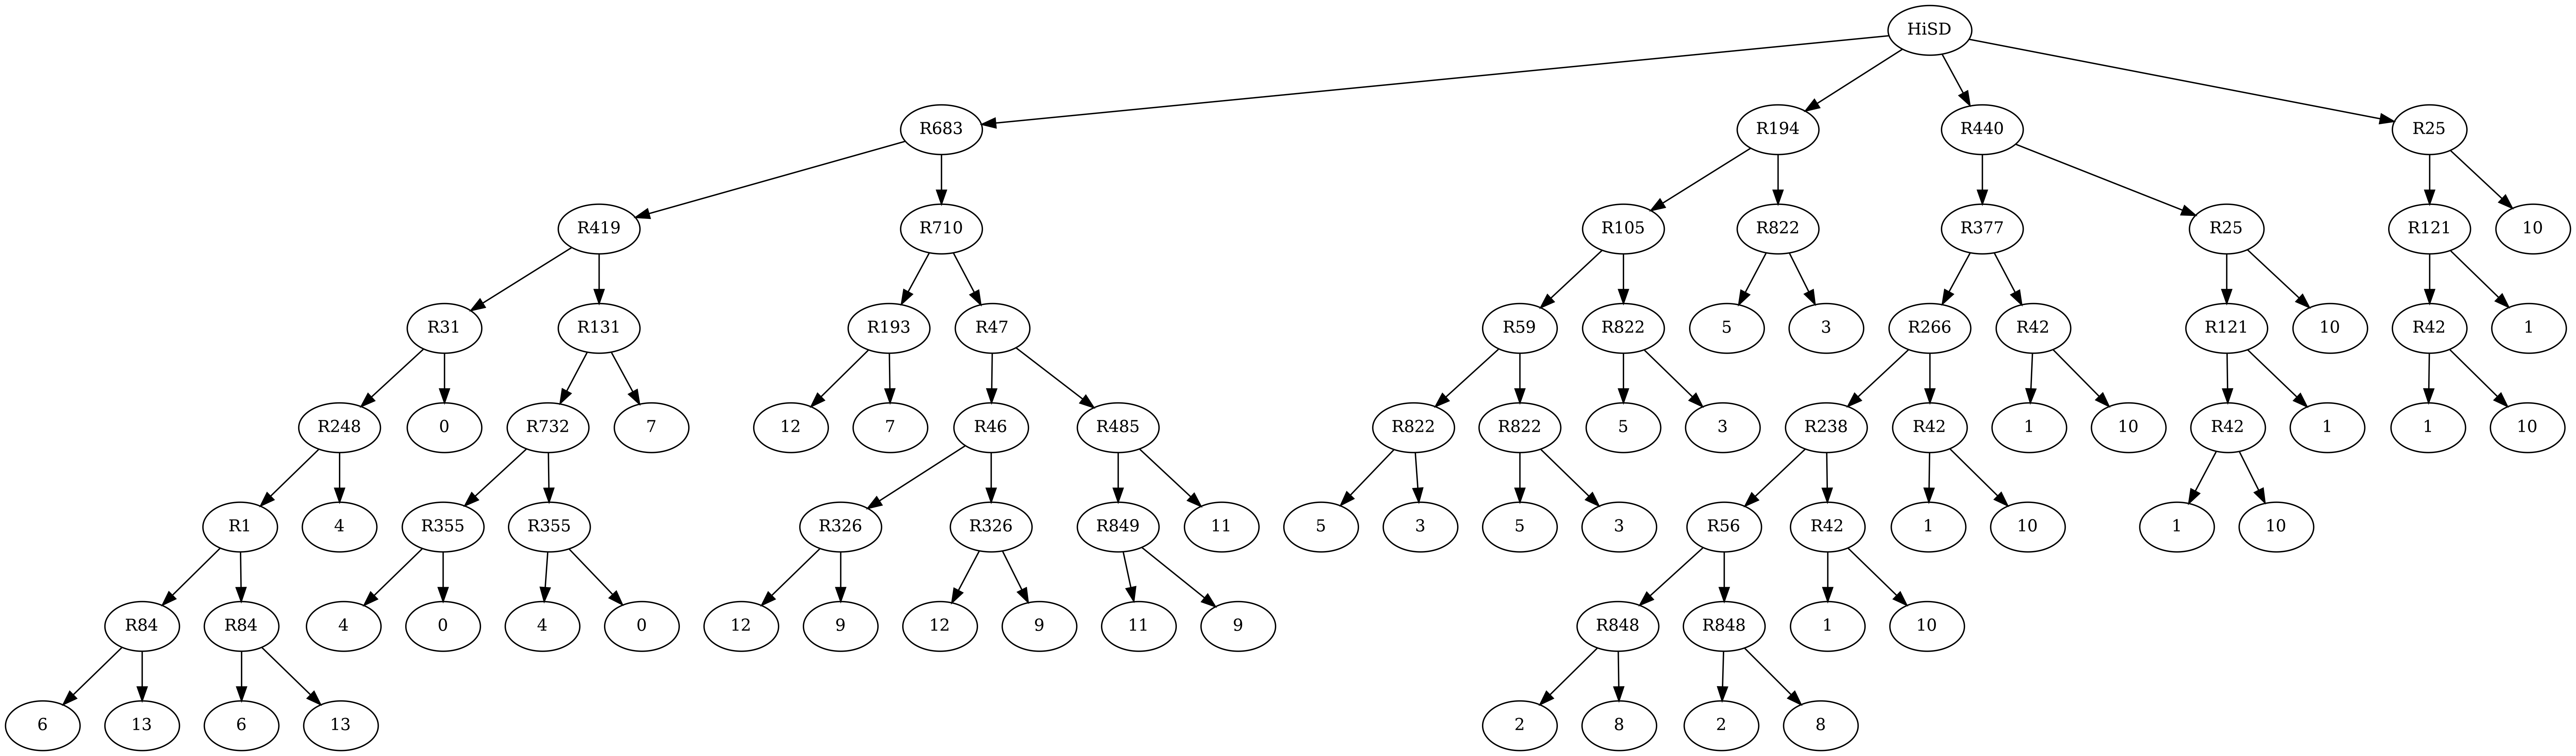 HiSD
R683 R194 R440 R25
R419 R710 R105 R822 R377 R25 R121 10
R31 R131 R193 R47 R59 R822 5 3 R266 R42 R121 10 R42 1
R248 0 R732 7 12 7 R46 R485 R822 R822 5 3 R238 R42 1 10 R42 1 1 10
R1 4 R355 R355 R326 R326 R849 11 5 3 5 3 R56 R42 1 10 1 10
R84 R84 4 0 4 0 12 9 12 9 11 9 R848 R848 1 10
6 13 6 13 2 8 2 8